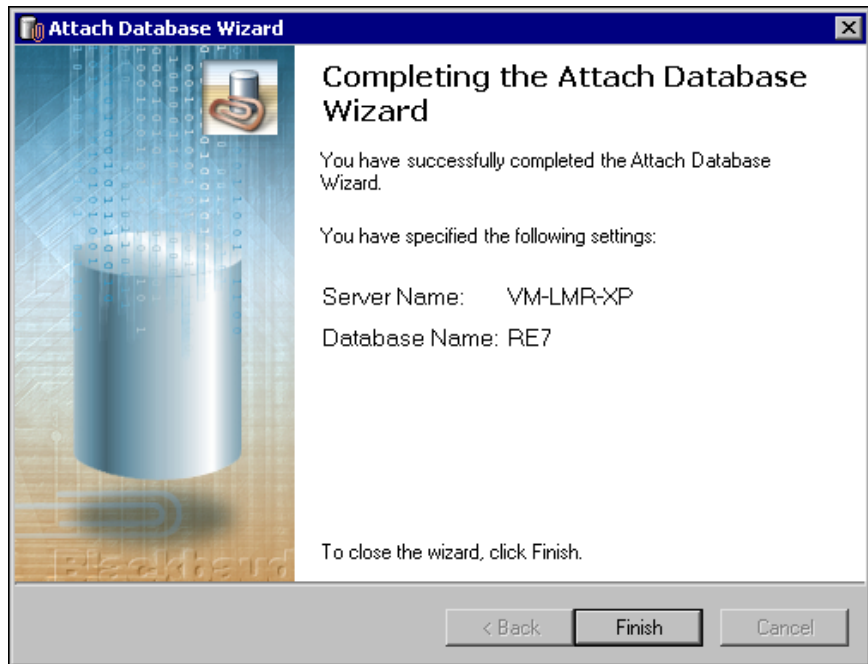 Attach Database Wizard
Completing the Attach Database
Wizard
You have successfully completed the Attach Database
Wizard.
You have specified the following settings:
Server Name: VM-LMR-XP
Database Name: RE7
To close the wizard, click Finish.
Blackbaud
< Back Finish Cancel